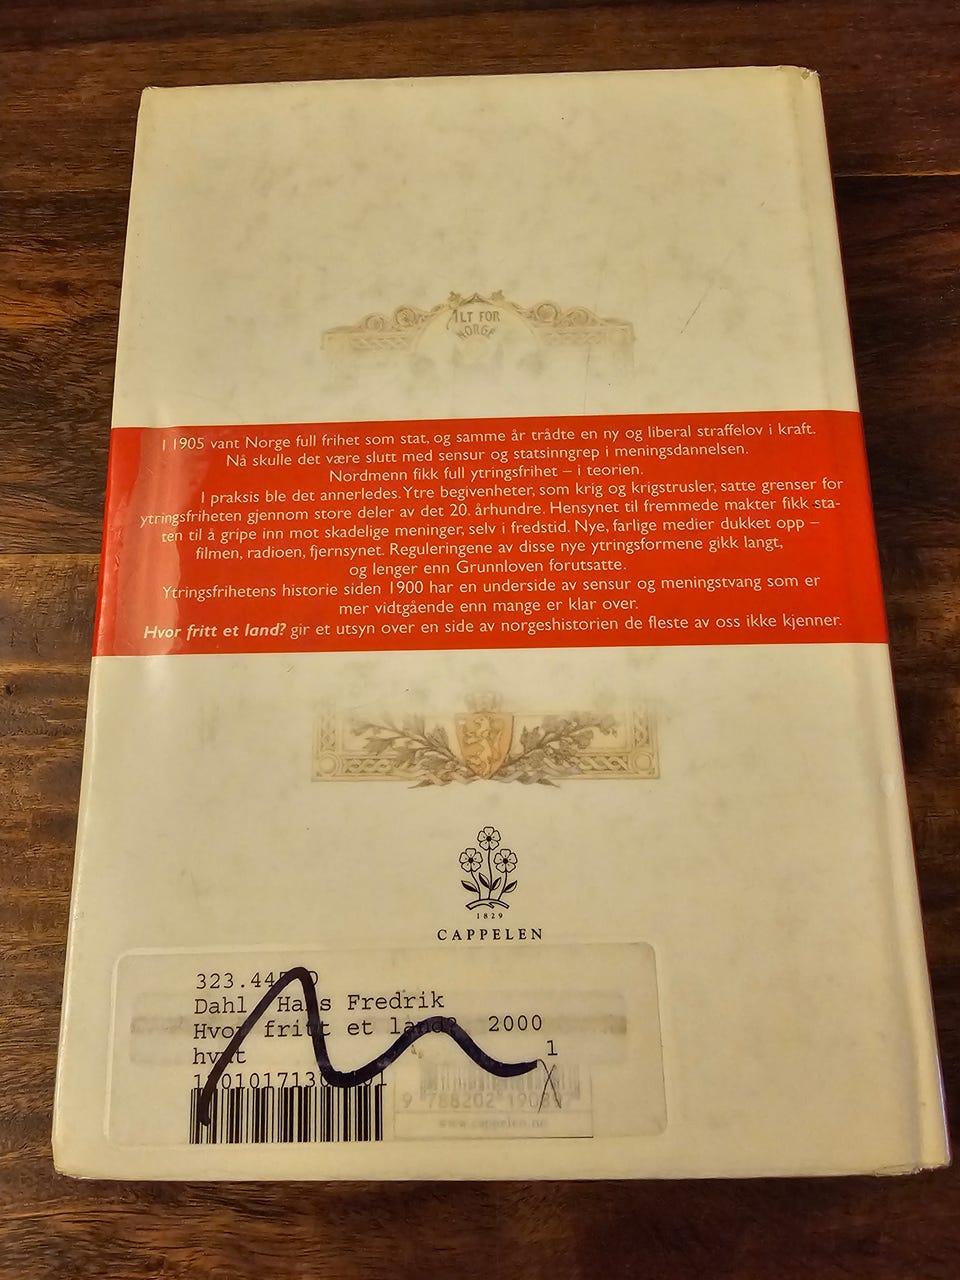 ALT FOR
NORGE
I 1905 vant Norge full frihet som stat, og samme år trådte en ny og liberal straffelov i kraft.
Nå skulle det være slutt med sensur og statsinngrep i meningsdannelsen.
Nordmenn fikk full ytringsfrihet – i teorien.
I praksis ble det annerledes. Ytre begivenheter, som krig og krigstrusler, satte grenser for
ytringsfriheten gjennom store deler av det 20. århundre. Hensynet til fremmede makter fikk sta-
ten til å gripe inn mot skadelige meninger, selv i fredstid. Nye, farlige medier dukket opp –
filmen, radioen, fjernsynet. Reguleringene av disse nye ytringsformene gikk langt,
og lenger enn Grunnloven forutsatte.
Ytringsfrihetens historie siden 1900 har en underside av sensur og meningstvang som er
mer vidtgående enn mange er klar over.
Hvor fritt et land? gir et utsyn over en side av norgeshistorien de fleste av oss ikke kjenner.
1829
CAPPELEN
Dahl, Hans Fredrik
Hvor fritt et land? 2000
1
www.cappelen.no